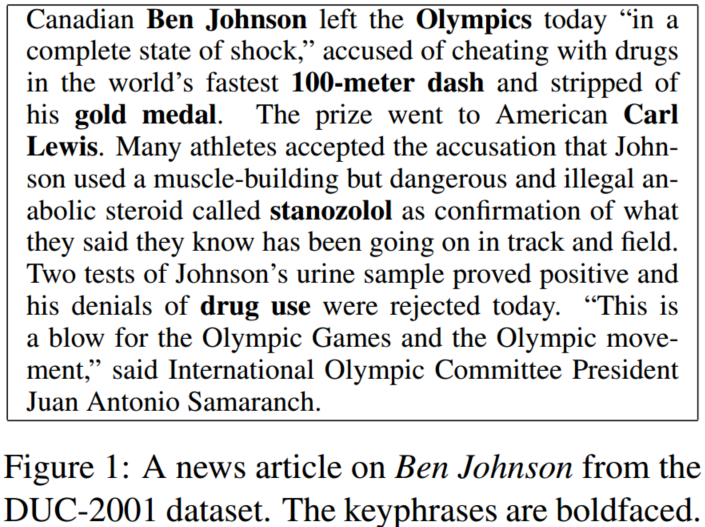 Canadian Ben Johnson left the Olympics today “in a
complete state of shock,” accused of cheating with drugs
in the world’s fastest 100-meter dash and stripped of
his gold medal. The prize went to American Carl
Lewis. Many athletes accepted the accusation that John-
son used a muscle-building but dangerous and illegal an-
abolic steroid called stanozolol as confirmation of what
they said they know has been going on in track and field.
Two tests of Johnson’s urine sample proved positive and
his denials of drug use were rejected today. “This is
a blow for the Olympic Games and the Olympic move-
ment,” said International Olympic Committee President
Juan Antonio Samaranch.
Figure 1: A news article on Ben Johnson from the
DUC-2001 dataset. The keyphrases are boldfaced.